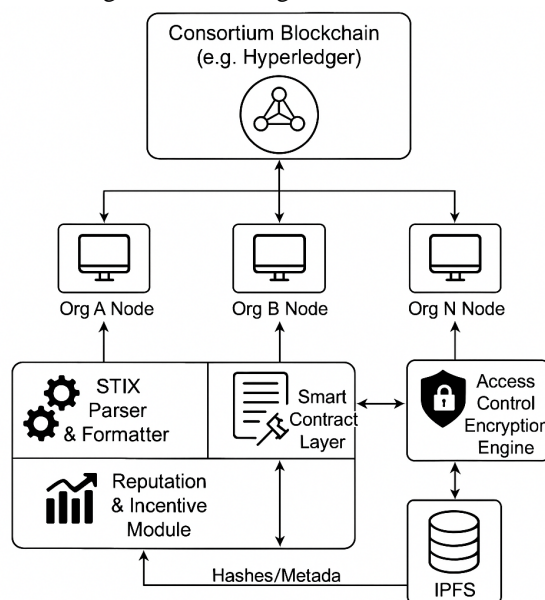 Consortium Blockchain
(e.g. Hyperledger)
Org A Node
Org B Node
Org N Node
STIX
Parser
& Formatter
Smart
Contract
Layer
Access
Control
Encryption
Engine
Reputation
& Incentive
Module
Hashes/Metada
IPFS